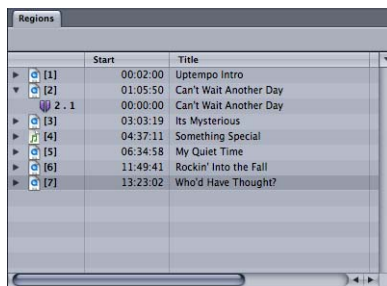 Regions
Start Title
[1] 00:02:00 Uptempo Intro
[2] 01:05:50 Can't Wait Another Day
2.1 00:00:00 Can't Wait Another Day
[3] 03:03:19 Its Mysterious
[4] 04:37:11 Something Special
[5] 06:34:58 My Quiet Time
[6] 11:49:41 Rockin' Into the Fall
[7] 13:23:02 Who'd Have Thought?